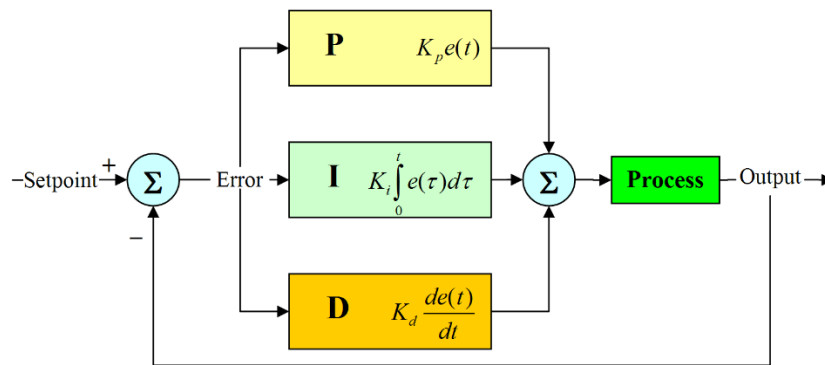 P K_p e(t)
–Setpoint + Σ Error I K_i ∫_0^t e(τ)dτ Σ Process Output
−
D K_d de(t)/dt